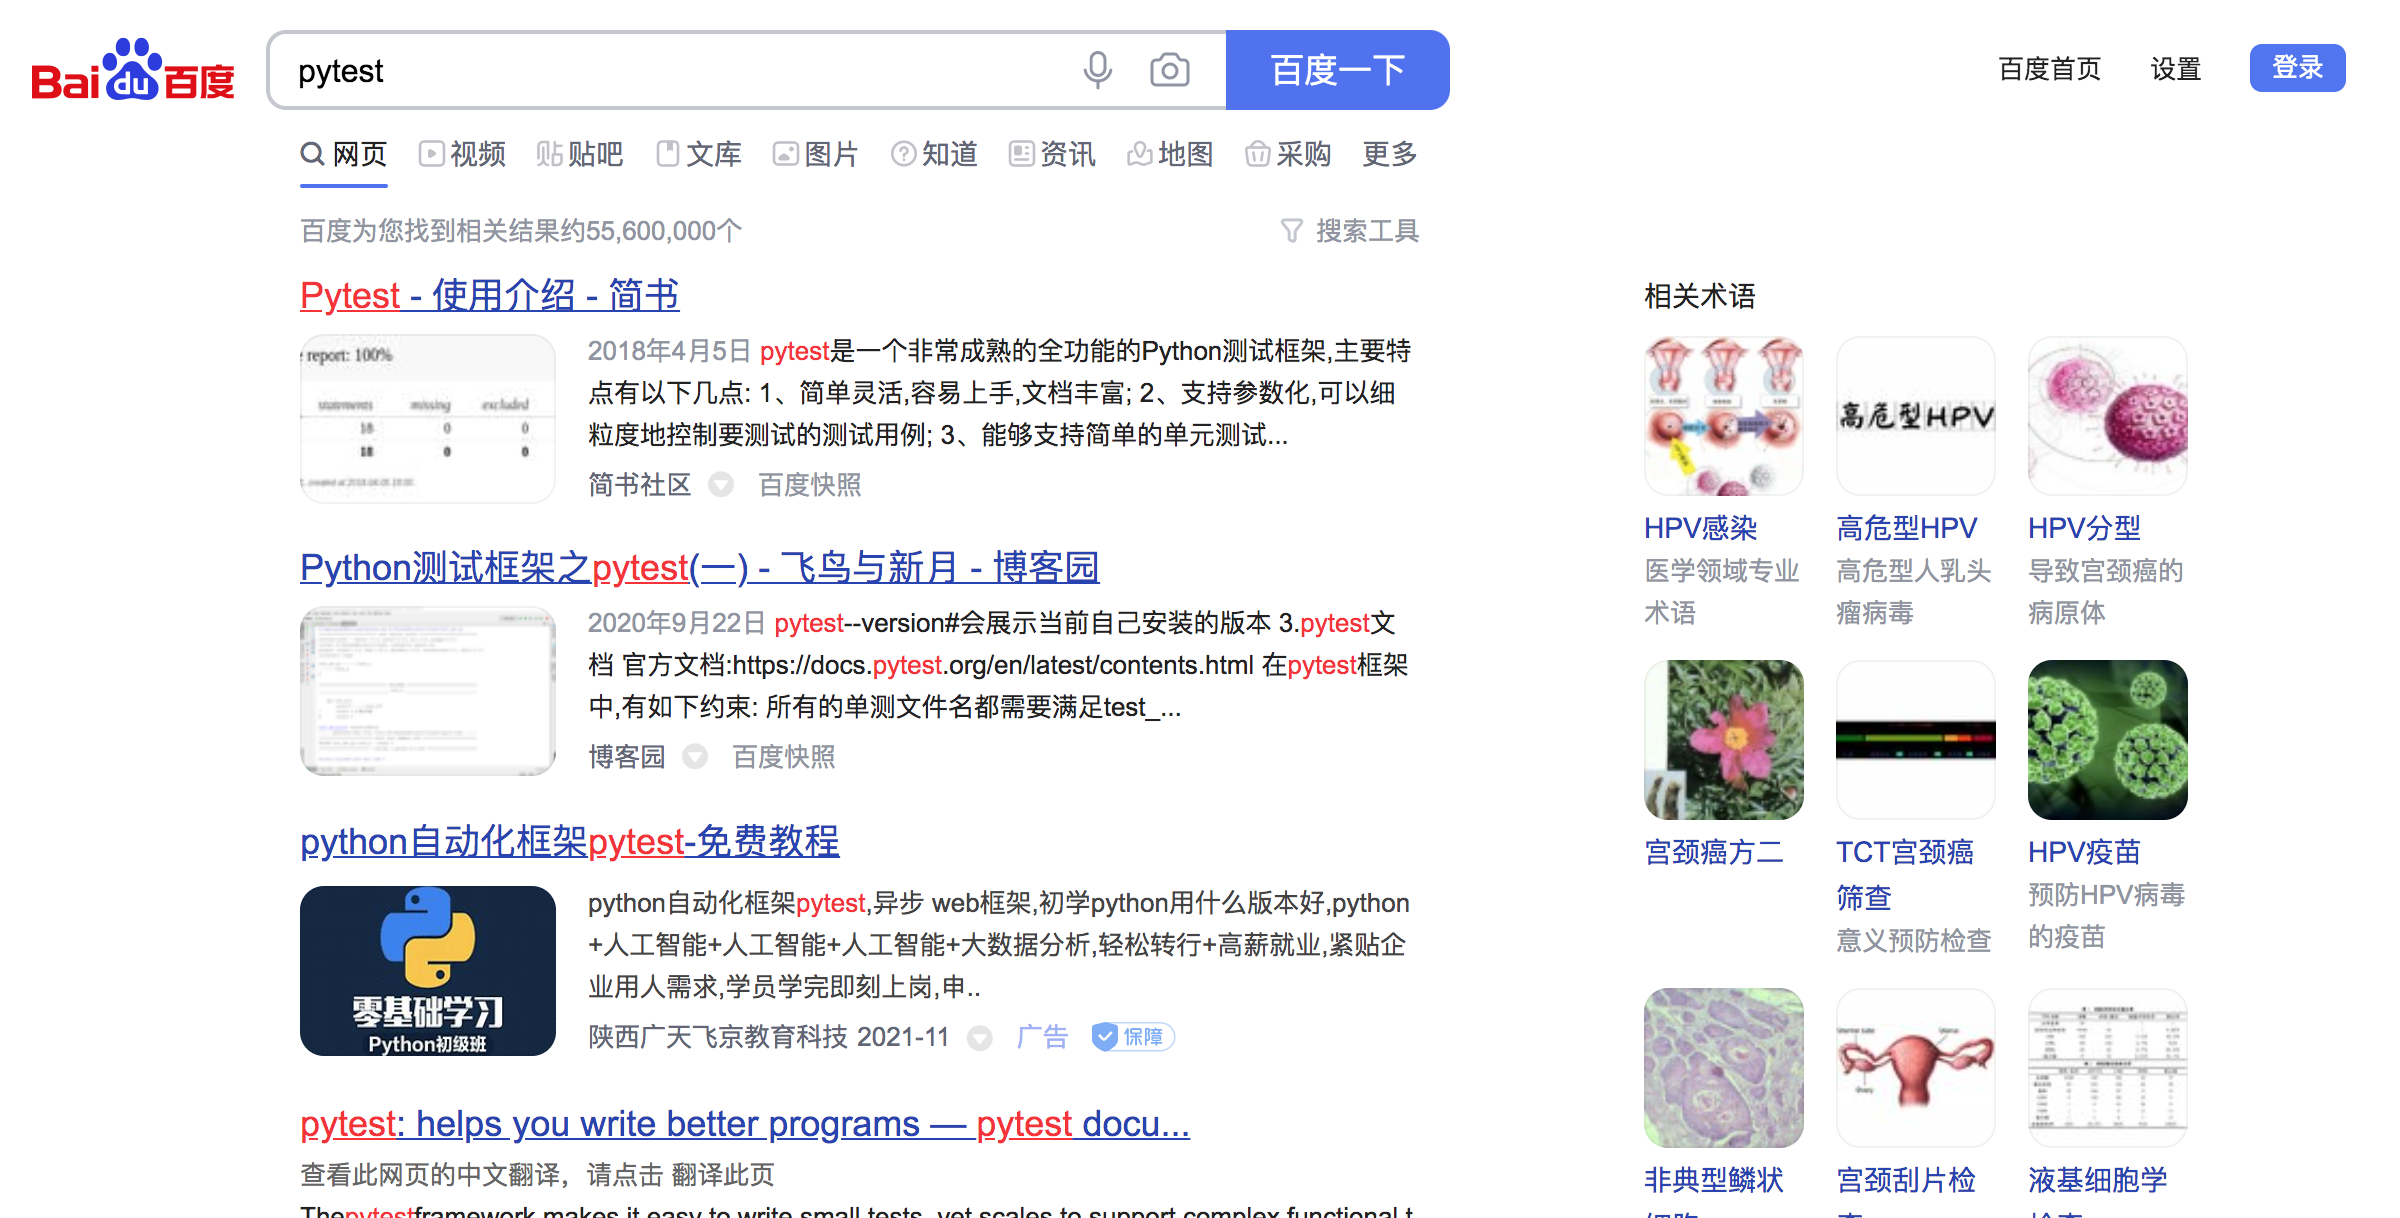 Baidu百度
pytest
百度一下
百度首页
设置
登录
网页
视频
贴吧
文库
图片
知道
资讯
地图
采购
更多
百度为您找到相关结果约55,600,000个
搜索工具
Pytest - 使用介绍 - 简书
report: 100%
statements missing excluded
18 0 0
18 0 0
2018年4月5日 pytest是一个非常成熟的全功能的Python测试框架,主要特
点有以下几点: 1、简单灵活,容易上手,文档丰富; 2、支持参数化,可以细
粒度地控制要测试的测试用例; 3、能够支持简单的单元测试...
简书社区 百度快照
Python测试框架之pytest(一) - 飞鸟与新月 - 博客园
2020年9月22日 pytest--version#会展示当前自己安装的版本 3.pytest文
档 官方文档:https://docs.pytest.org/en/latest/contents.html 在pytest框架
中,有如下约束: 所有的单测文件名都需要满足test_...
博客园 百度快照
python自动化框架pytest-免费教程
零基础学习
Python初级班
python自动化框架pytest,异步 web框架,初学python用什么版本好,python
+人工智能+人工智能+人工智能+大数据分析,轻松转行+高薪就业,紧贴企
业用人需求,学员学完即刻上岗,申..
陕西广天飞京教育科技 2021-11 广告 保障
pytest: helps you write better programs — pytest docu...
查看此网页的中文翻译，请点击 翻译此页
Thepytestframework makes it easy to write small tests, yet scales to support complex functional t
相关术语
高危型HPV
HPV感染
医学领域专业
术语
高危型HPV
高危型人乳头
瘤病毒
HPV分型
导致宫颈癌的
病原体
宫颈癌方二
TCT宫颈癌
筛查
意义预防检查
HPV疫苗
预防HPV病毒
的疫苗
非典型鳞状
细胞
宫颈刮片检
查
液基细胞学
检查